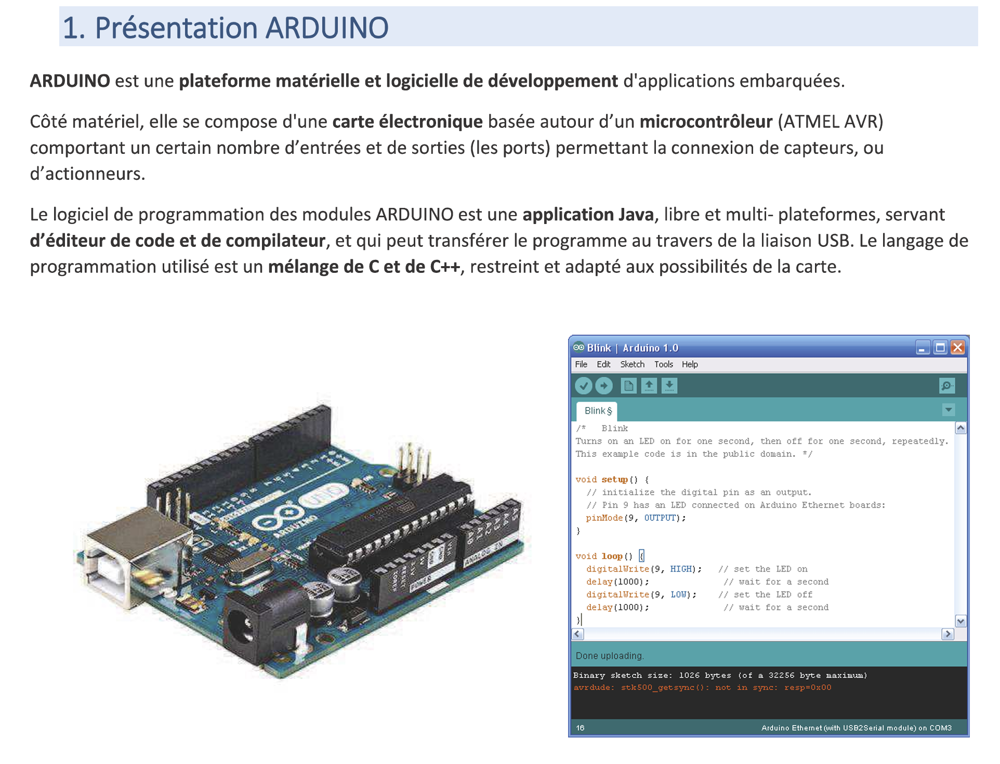 1. Présentation ARDUINO
ARDUINO est une plateforme matérielle et logicielle de développement d'applications embarquées.
Côté matériel, elle se compose d'une carte électronique basée autour d’un microcontrôleur (ATMEL AVR)
comportant un certain nombre d’entrées et de sorties (les ports) permettant la connexion de capteurs, ou
d’actionneurs.
Le logiciel de programmation des modules ARDUINO est une application Java, libre et multi- plateformes, servant
d’éditeur de code et de compilateur, et qui peut transférer le programme au travers de la liaison USB. Le langage de
programmation utilisé est un mélange de C et de C++, restreint et adapté aux possibilités de la carte.
UNO
ARDUINO
ON
POWER
ANALOG IN
A0 A1 A2 A3 A4 A5
Blink | Arduino 1.0
File Edit Sketch Tools Help
Blink§
/*   Blink
Turns on an LED on for one second, then off for one second, repeatedly.
This example code is in the public domain. */
void setup() {
  // initialize the digital pin as an output.
  // Pin 9 has an LED connected on Arduino Ethernet boards:
  pinMode(9, OUTPUT);
}
void loop() {
  digitalWrite(9, HIGH);   // set the LED on
  delay(1000);              // wait for a second
  digitalWrite(9, LOW);    // set the LED off
  delay(1000);              // wait for a second
}
Done uploading.
Binary sketch size: 1026 bytes (of a 32256 byte maximum)
avrdude: stk500_getsync(): not in sync: resp=0x00
16 Arduino Ethernet (with USB2Serial module) on COM3